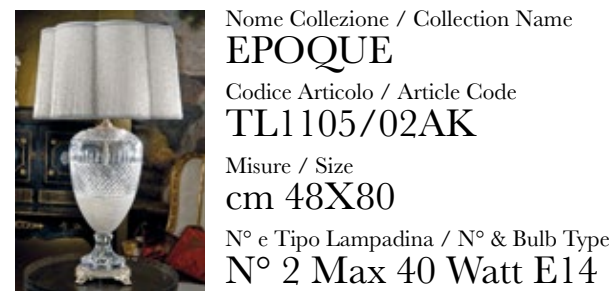 Nome Collezione / Collection Name
EPOQUE
Codice Articolo / Article Code
TL1105/02AK
Misure / Size
cm 48X80
N° e Tipo Lampadina / N° & Bulb Type
N° 2 Max 40 Watt E14